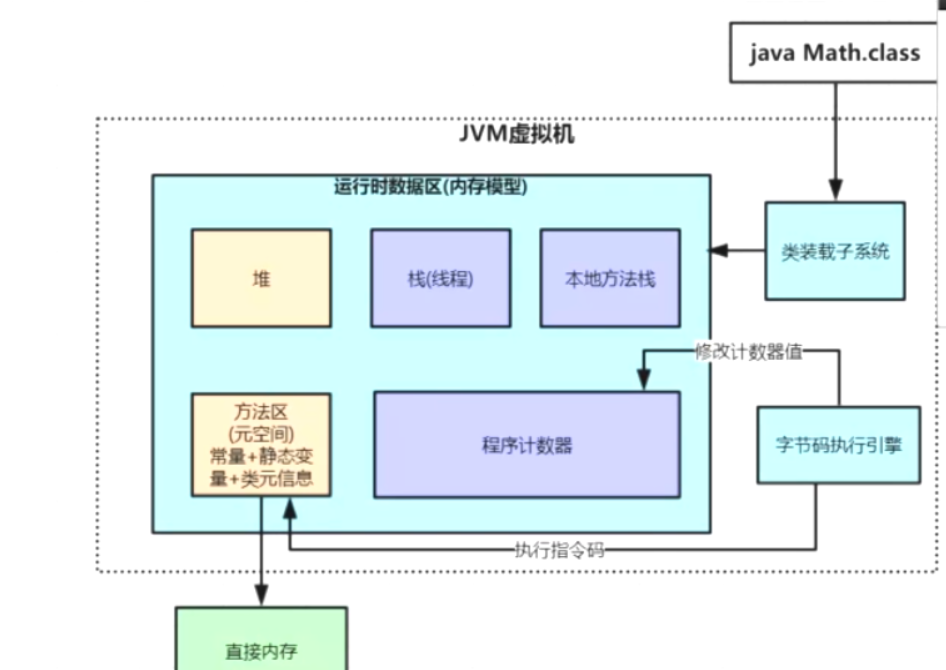 java Math.class
JVM虚拟机
运行时数据区(内存模型)
堆
栈(线程)
本地方法栈
类装载子系统
修改计数器值
方法区
(元空间)
常量+静态变
量+类元信息
程序计数器
字节码执行引擎
执行指令码
直接内存